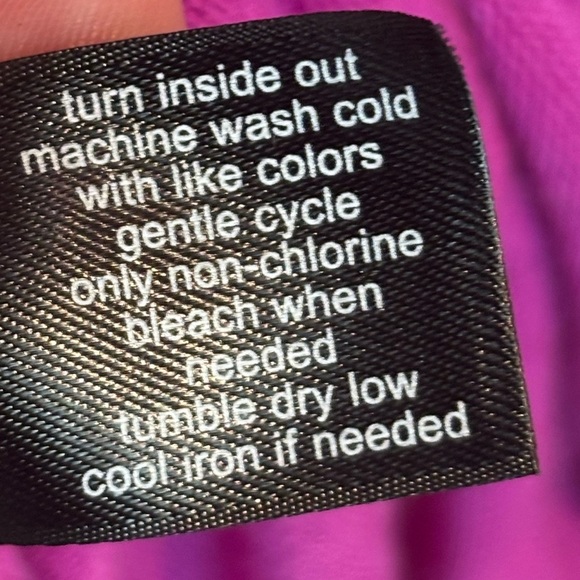 turn inside out
machine wash cold
with like colors
gentle cycle
only non-chlorine
bleach when
needed
tumble dry low
cool iron if needed